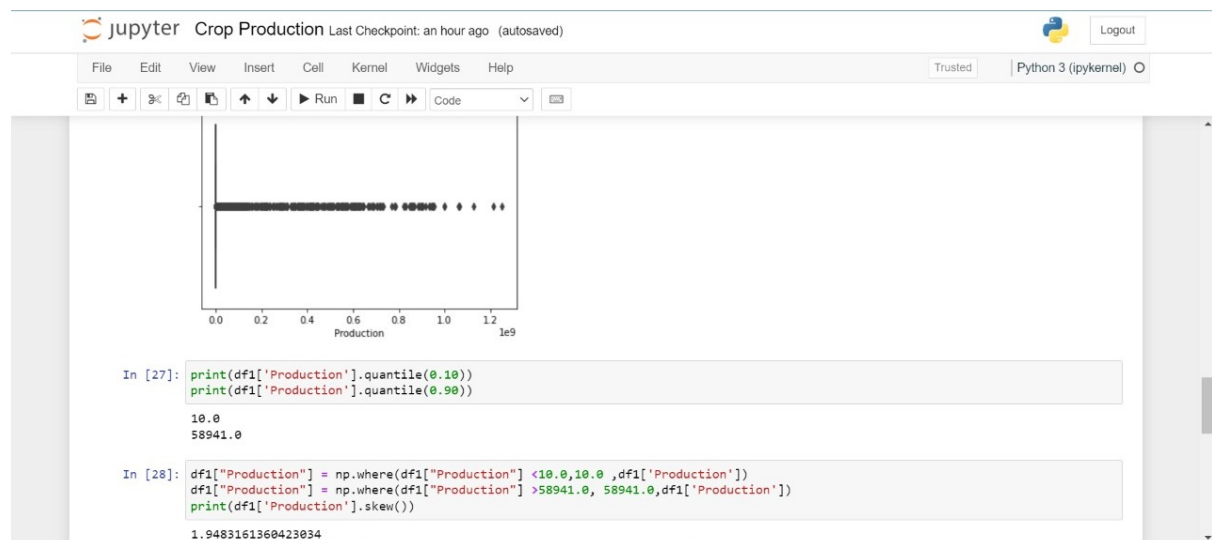 jupyter Crop Production Last Checkpoint: an hour ago (autosaved)
Logout
File Edit View Insert Cell Kernel Widgets Help
Trusted
Python 3 (ipykernel)
Run
Code
0.0 0.2 0.4 0.6 0.8 1.0 1.2
Production
1e9
In [27]: print(df1['Production'].quantile(0.10))
print(df1['Production'].quantile(0.90))
10.0
58941.0
In [28]: df1["Production"] = np.where(df1["Production"] <10.0,10.0 ,df1['Production'])
df1["Production"] = np.where(df1["Production"] >58941.0, 58941.0,df1['Production'])
print(df1['Production'].skew())
1.9483161360423034